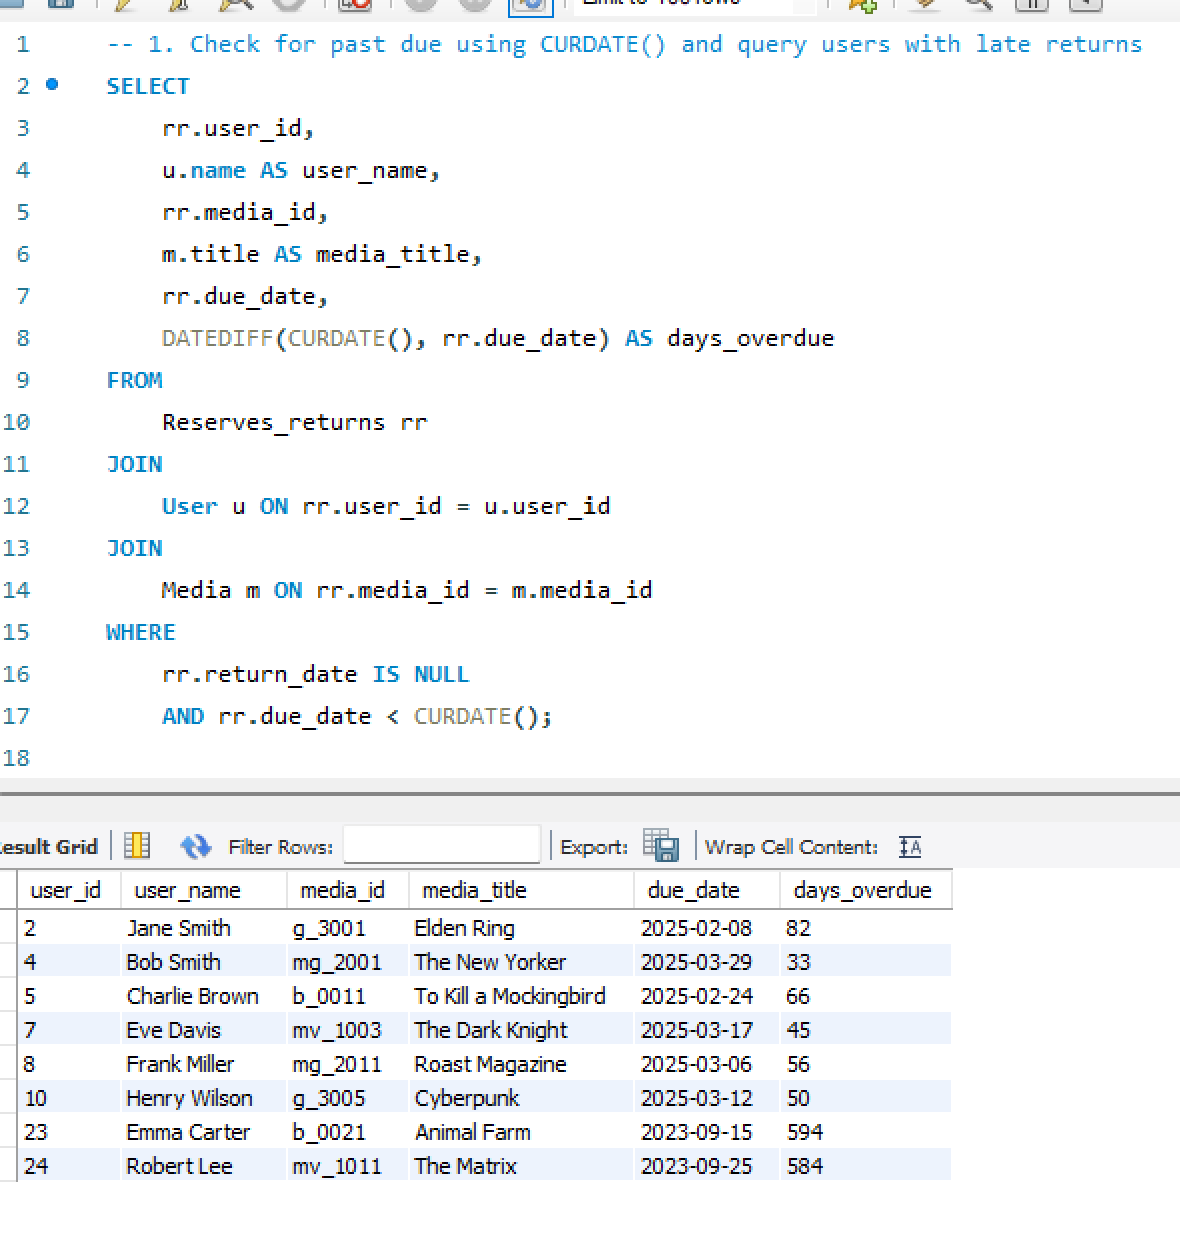 1 -- 1. Check for past due using CURDATE() and query users with late returns
2 SELECT
3 rr.user_id,
4 u.name AS user_name,
5 rr.media_id,
6 m.title AS media_title,
7 rr.due_date,
8 DATEDIFF(CURDATE(), rr.due_date) AS days_overdue
9 FROM
10 Reserves_returns rr
11 JOIN
12 User u ON rr.user_id = u.user_id
13 JOIN
14 Media m ON rr.media_id = m.media_id
15 WHERE
16 rr.return_date IS NULL
17 AND rr.due_date < CURDATE();
18
Grid Filter Rows: Export: Wrap Cell Content: IA
user_id user_name media_id media_title due_date days_overdue
2 Jane Smith g_3001 Elden Ring 2025-02-08 82
4 Bob Smith mg_2001 The New Yorker 2025-03-29 33
5 Charlie Brown b_0011 To Kill a Mockingbird 2025-02-24 66
7 Eve Davis mv_1003 The Dark Knight 2025-03-17 45
8 Frank Miller mg_2011 Roast Magazine 2025-03-06 56
10 Henry Wilson g_3005 Cyberpunk 2025-03-12 50
23 Emma Carter b_0021 Animal Farm 2023-09-15 594
24 Robert Lee mv_1011 The Matrix 2023-09-25 584